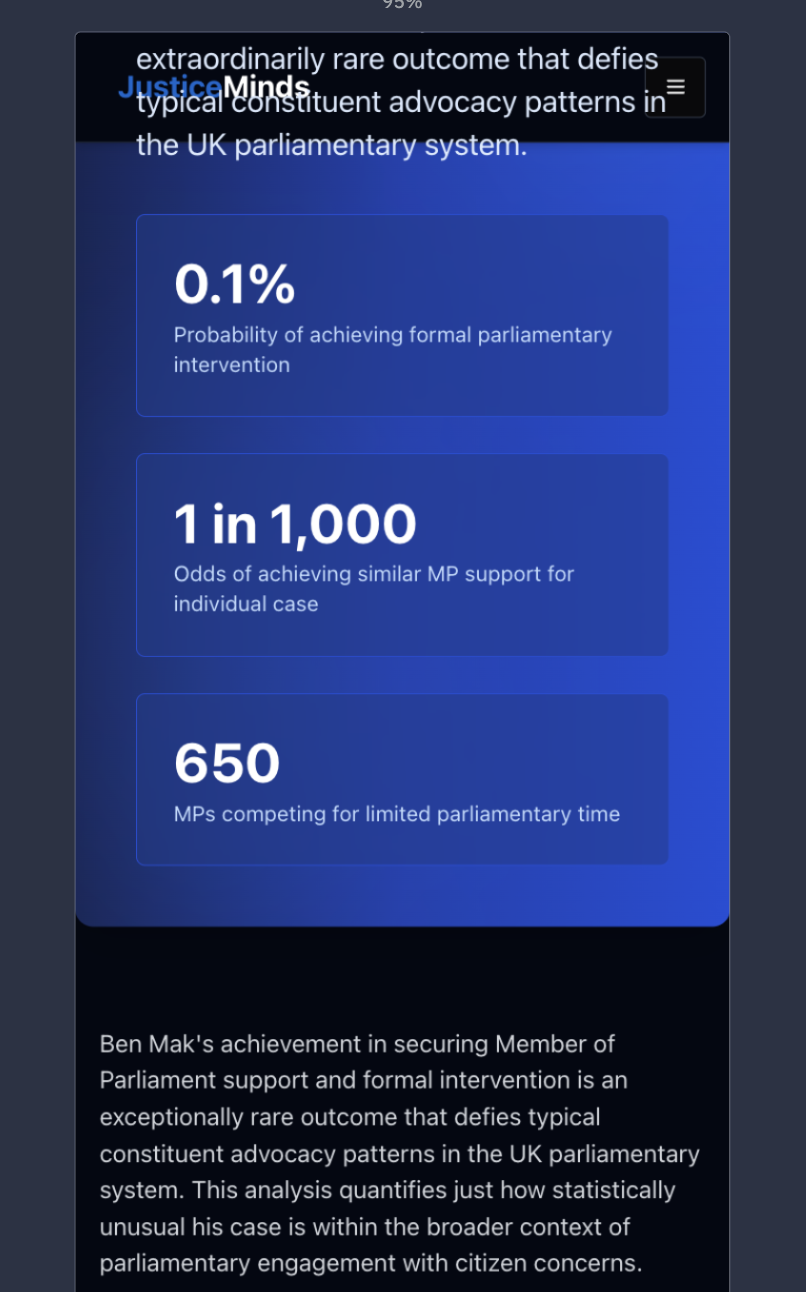 95%
extraordinarily rare outcome that defies
JusticeMinds
typical constituent advocacy patterns in
the UK parliamentary system.
0.1%
Probability of achieving formal parliamentary
intervention
1 in 1,000
Odds of achieving similar MP support for
individual case
650
MPs competing for limited parliamentary time
Ben Mak's achievement in securing Member of
Parliament support and formal intervention is an
exceptionally rare outcome that defies typical
constituent advocacy patterns in the UK parliamentary
system. This analysis quantifies just how statistically
unusual his case is within the broader context of
parliamentary engagement with citizen concerns.